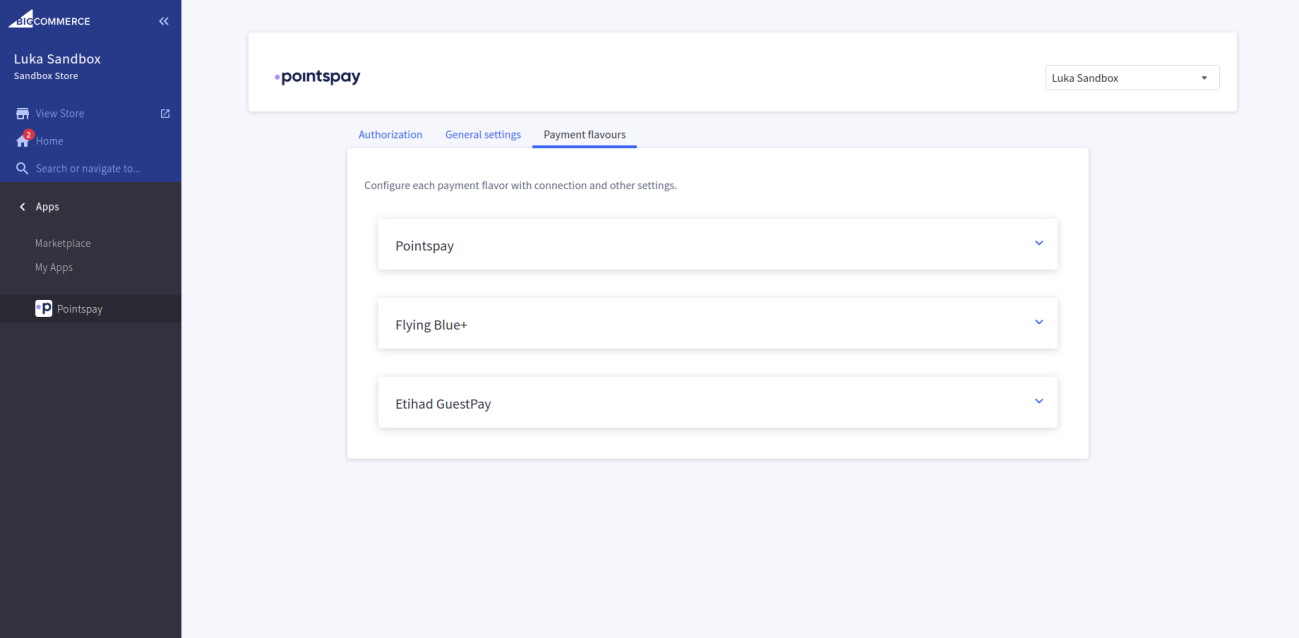 BIGCOMMERCE
Luka Sandbox
Sandbox Store
View Store
2
Home
Search or navigate to...
Apps
Marketplace
My Apps
p Pointspay
pointspay
Luka Sandbox
Authorization General settings Payment flavours
Configure each payment flavor with connection and other settings.
Pointspay
Flying Blue+
Etihad GuestPay